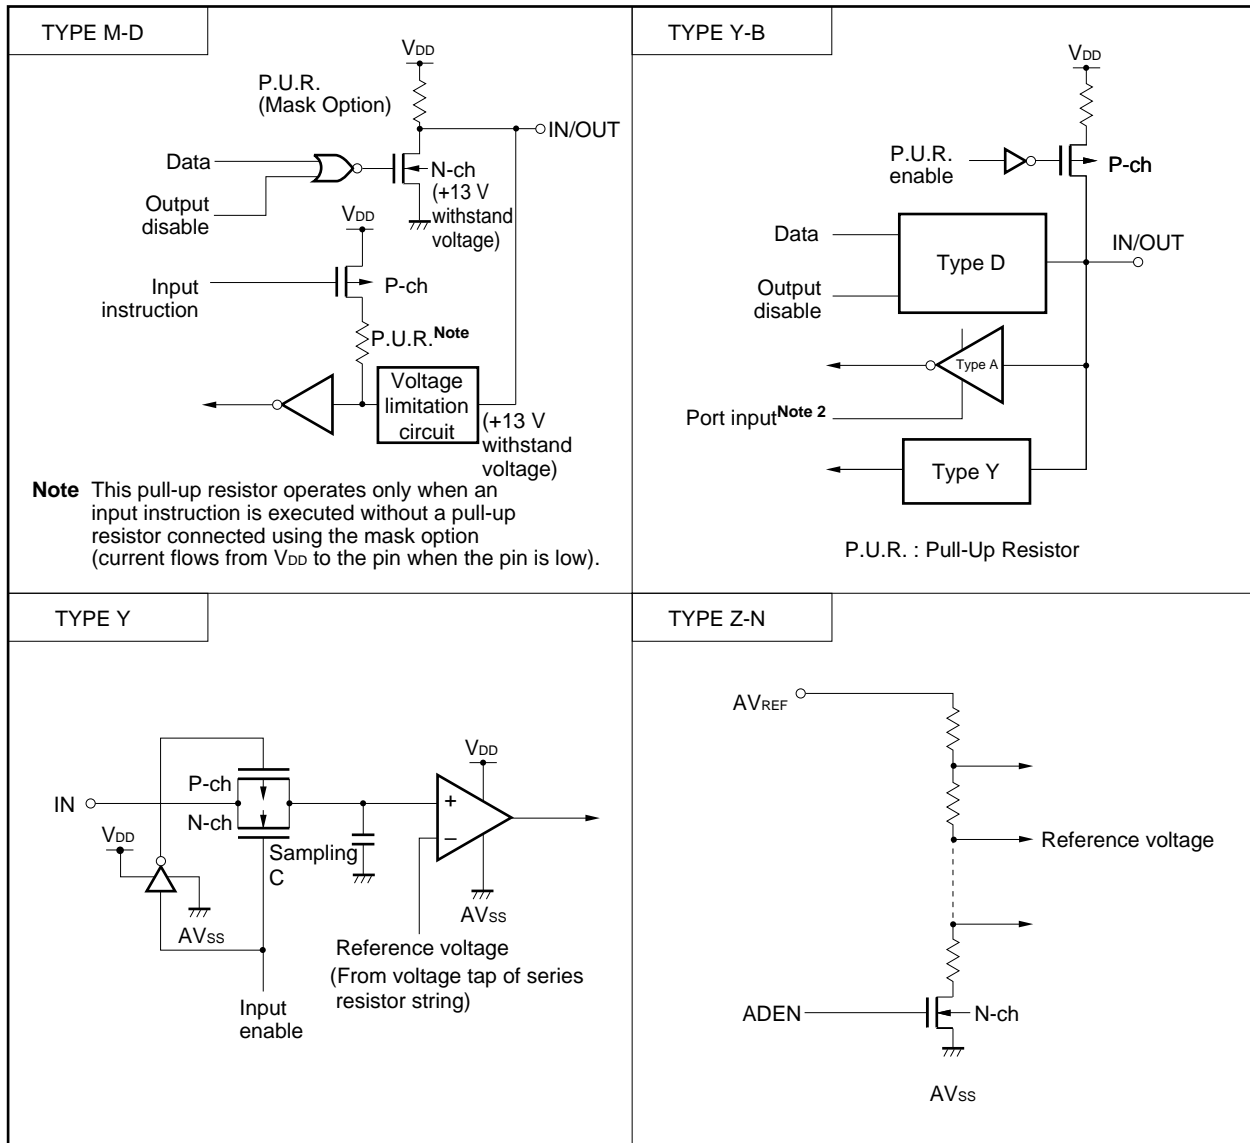 TYPE M-D
VDD
P.U.R.
(Mask Option)
IN/OUT
Data
Output
disable
N-ch
(+13 V
withstand
voltage)
VDD
Input
instruction
P-ch
P.U.R.Note
Voltage
limitation
circuit
(+13 V
withstand
voltage)
Note This pull-up resistor operates only when an
input instruction is executed without a pull-up
resistor connected using the mask option
(current flows from VDD to the pin when the pin is low).
TYPE Y-B
VDD
P.U.R.
enable
P-ch
Data
Output
disable
Type D
IN/OUT
Type A
Port inputNote 2
Type Y
P.U.R. : Pull-Up Resistor
TYPE Y
VDD
P-ch
IN
N-ch
VDD
Sampling
C
+
–
AVSS
AVSS
Reference voltage
(From voltage tap of series
resistor string)
Input
enable
TYPE Z-N
AVREF
Reference voltage
ADEN
N-ch
AVSS